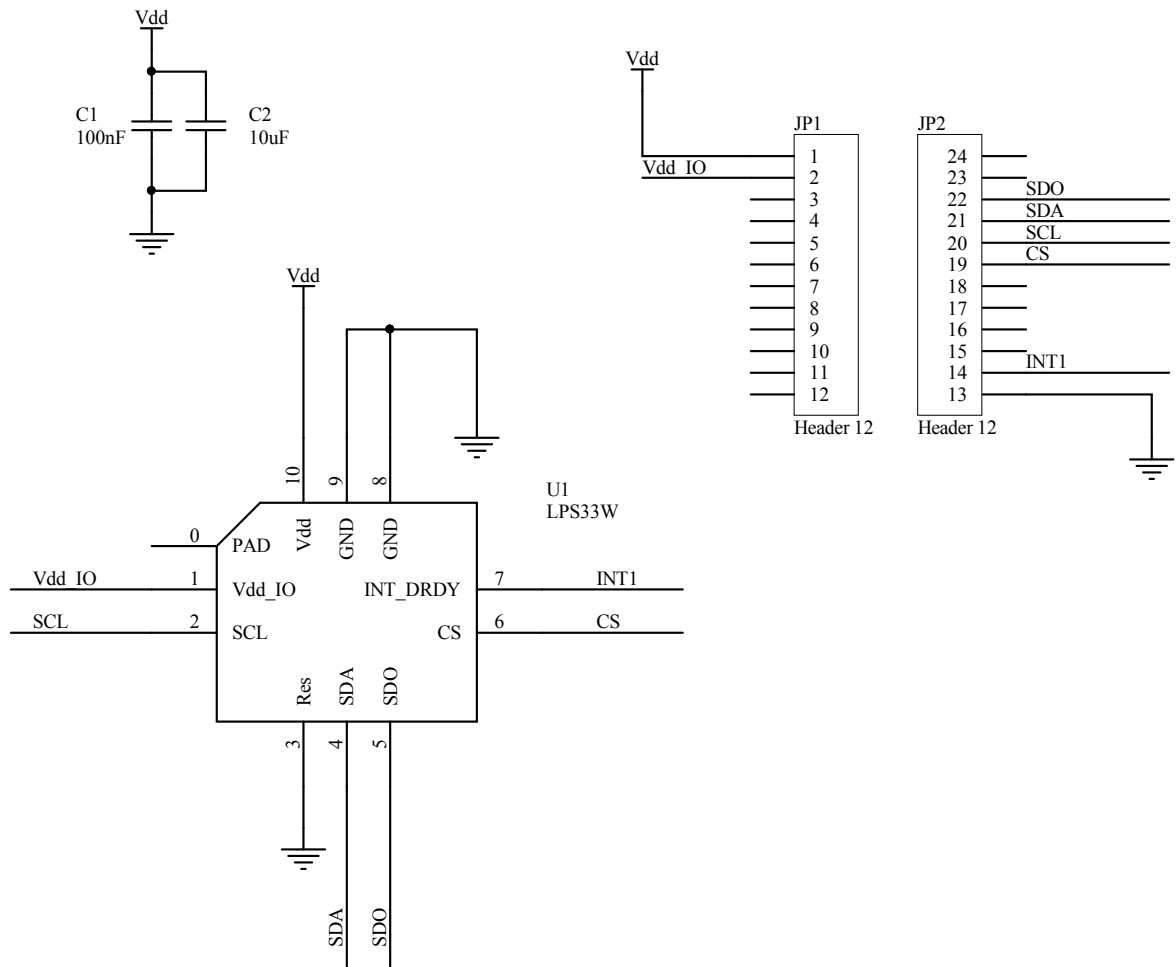 Vdd
C1
100nF
C2
10uF
Vdd
Vdd_IO
JP1
1
2
3
4
5
6
7
8
9
10
11
12
Header 12
JP2
24
23
22
21
20
19
18
17
16
15
14
13
Header 12
SDO
SDA
SCL
CS
INT1
Vdd
10
9
8
U1
LPS33W
0
PAD
Vdd
GND
GND
Vdd_IO
1
Vdd_IO
INT_DRDY
7
INT1
SCL
2
SCL
CS
6
CS
Res
SDA
SDO
3
4
5
SDA
SDO